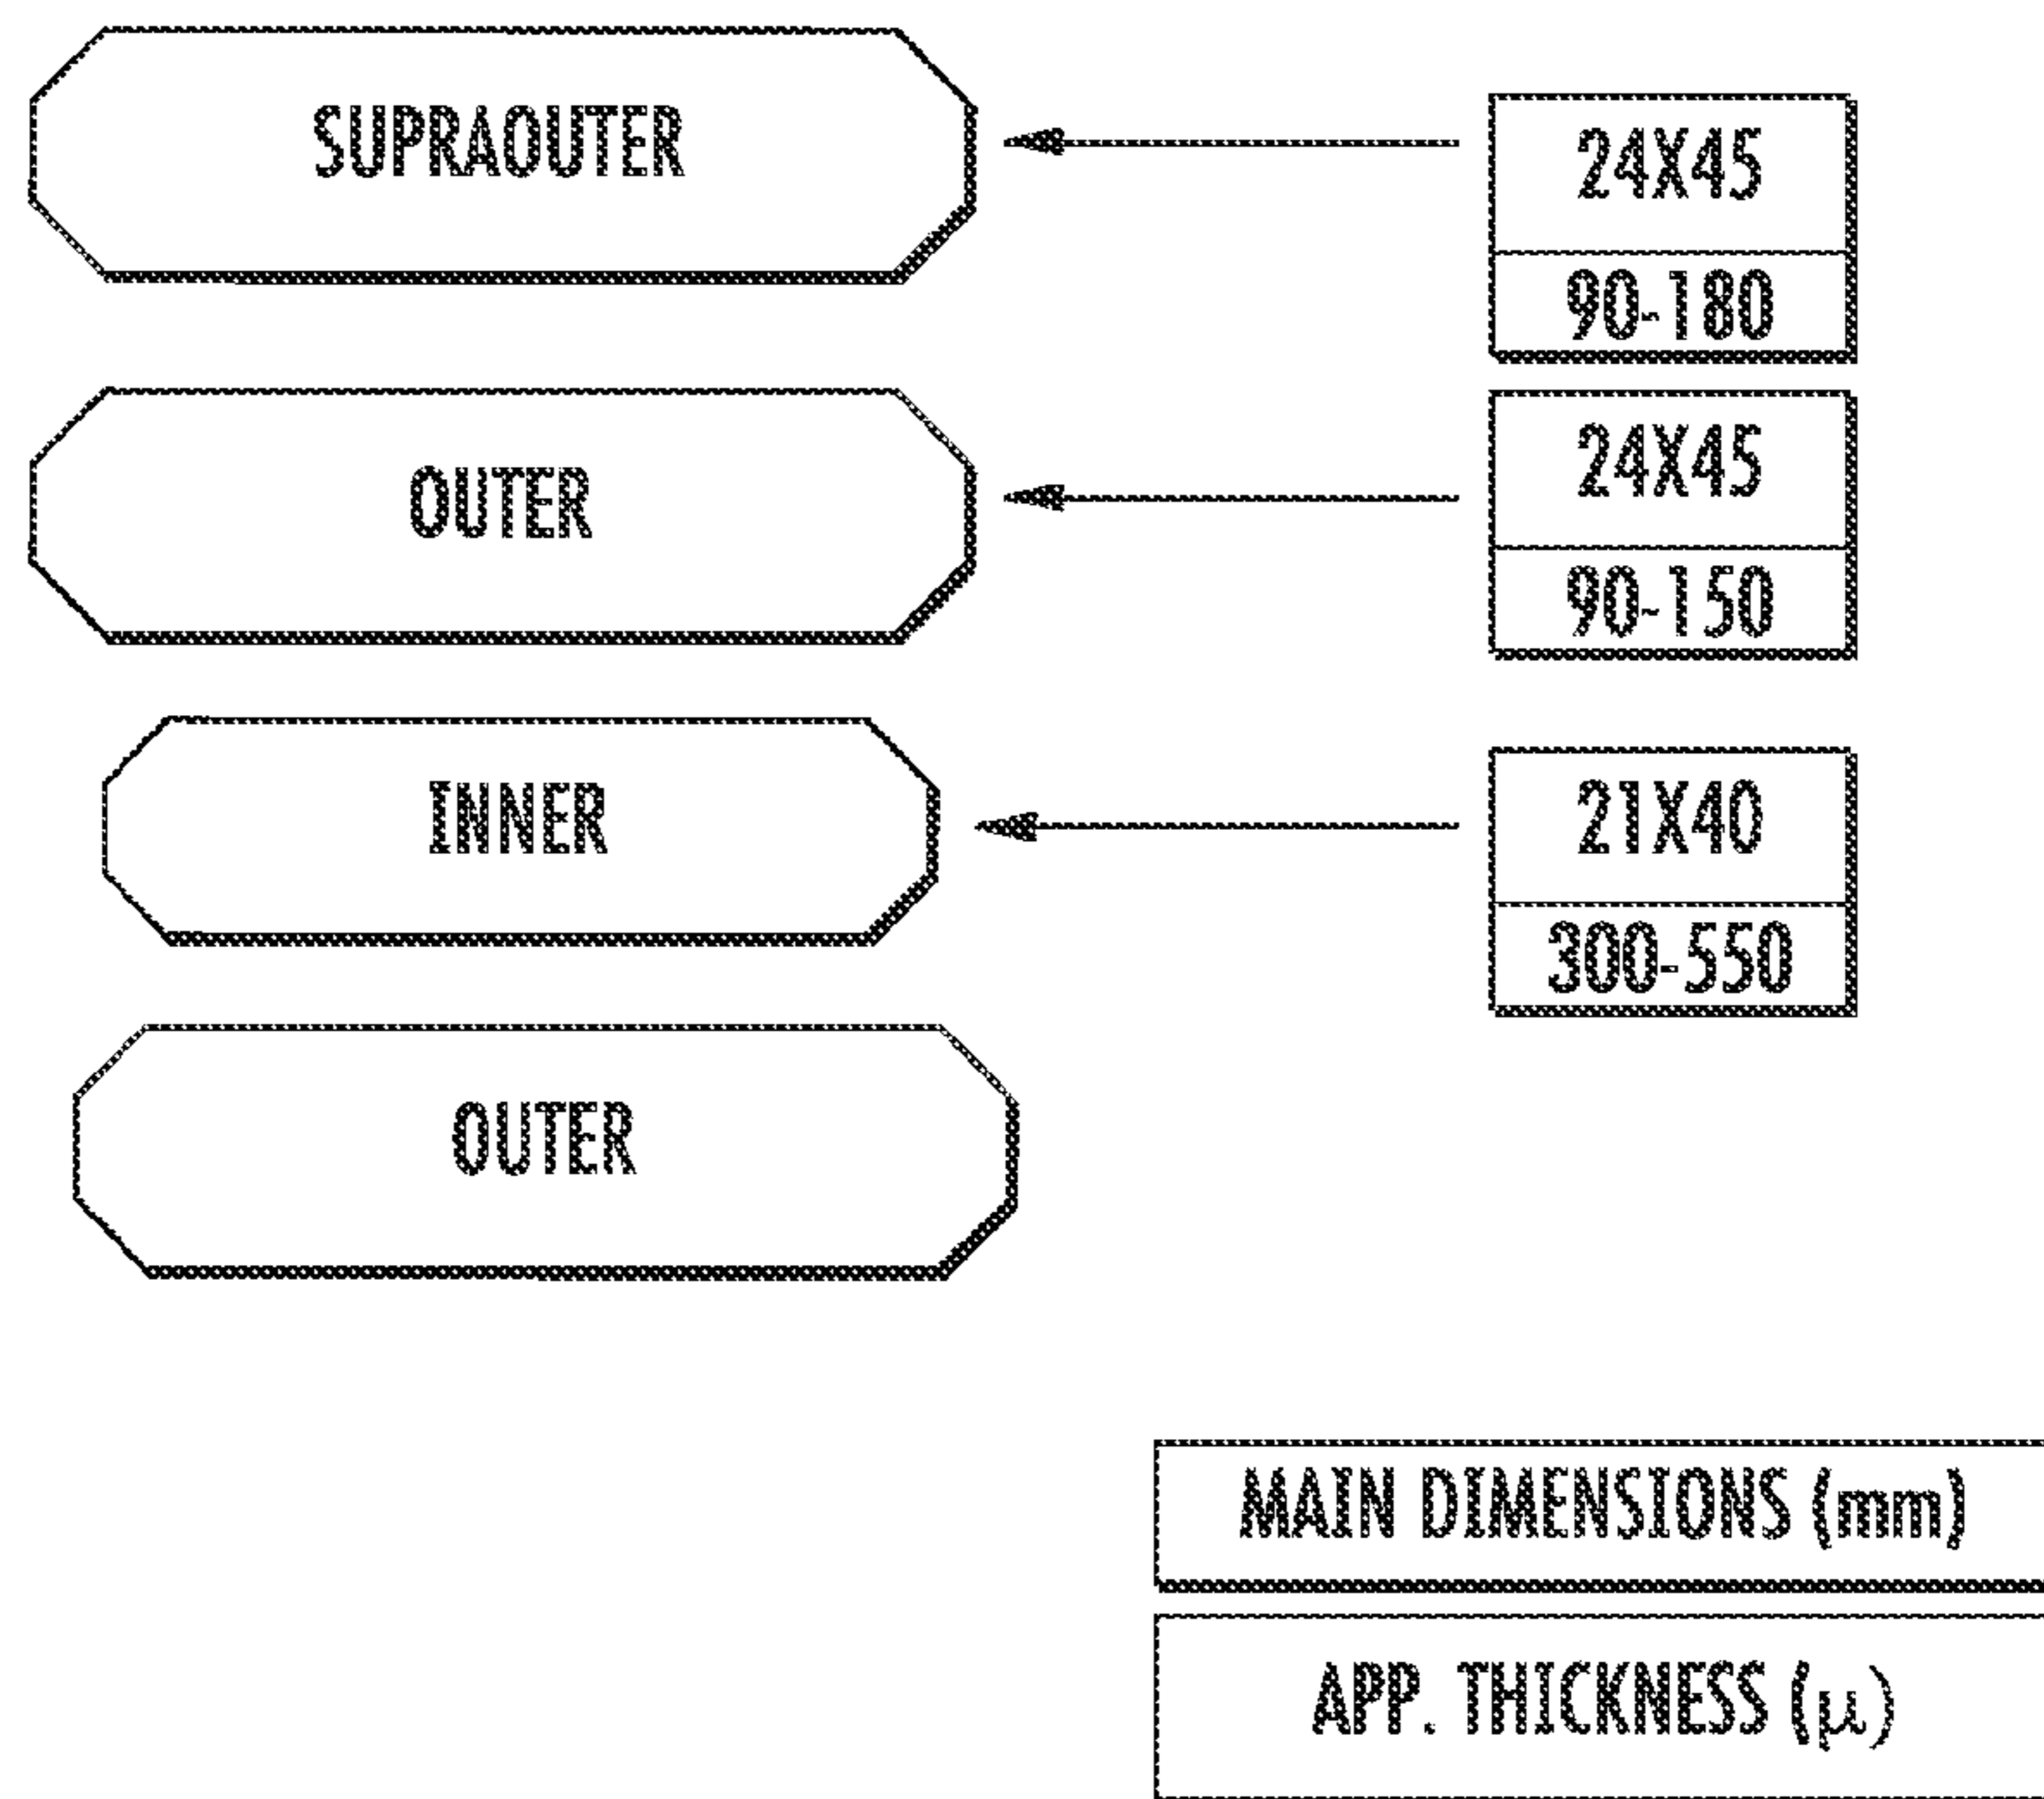 SUPRAOUTER
24X45
90-180
OUTER
24X45
90-150
INNER
21X40
300-550
OUTER
MAIN DIMENSIONS (mm)
APP. THICKNESS (μ)